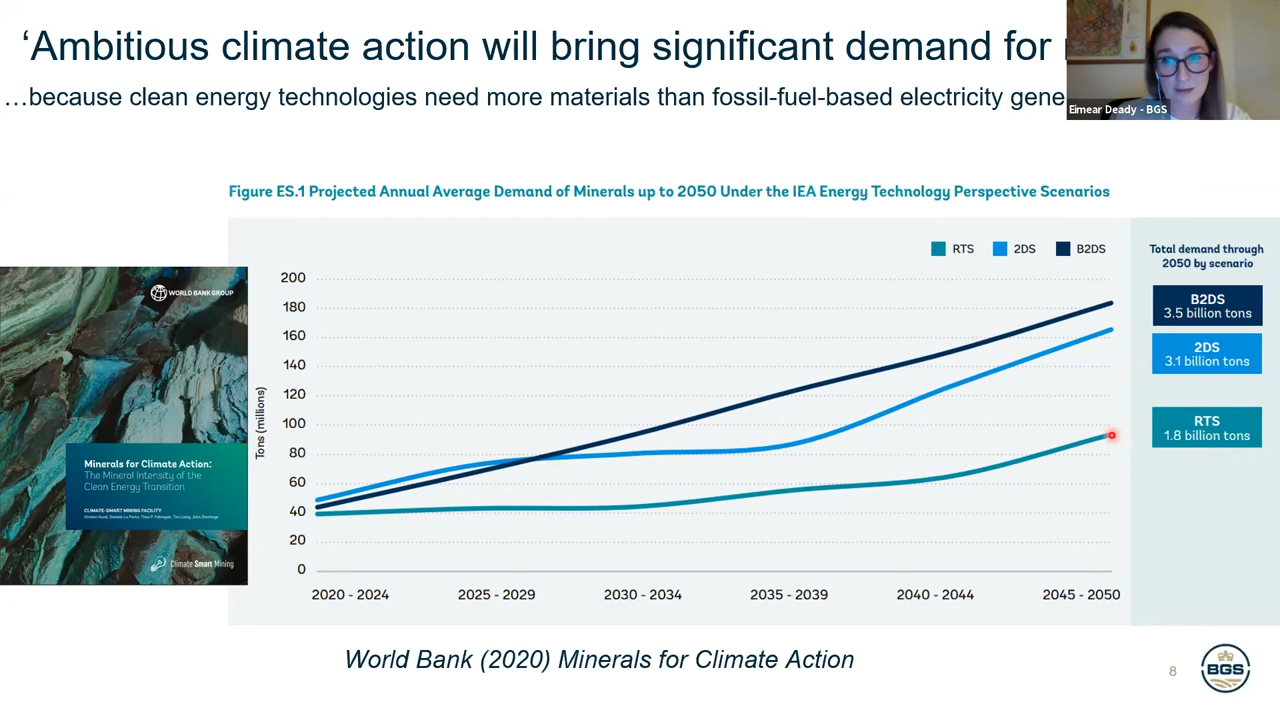 ‘Ambitious climate action will bring significant demand for
…because clean energy technologies need more materials than fossil-fuel-based electricity gene
Eimear Deady - BGS
Figure ES.1 Projected Annual Average Demand of Minerals up to 2050 Under the IEA Energy Technology Perspective Scenarios
RTS 2DS B2DS
Total demand through
2050 by scenario
B2DS
3.5 billion tons
2DS
3.1 billion tons
RTS
1.8 billion tons
Tons (millions)
200
180
160
140
120
100
80
60
40
20
0
2020 - 2024 2025 - 2029 2030 - 2034 2035 - 2039 2040 - 2044 2045 - 2050
WORLD BANK GROUP
Minerals for Climate Action:
The Mineral Intensity of the
Clean Energy Transition
CLIMATE-SMART MINING FACILITY
Climate Smart Mining
World Bank (2020) Minerals for Climate Action
8
BGS